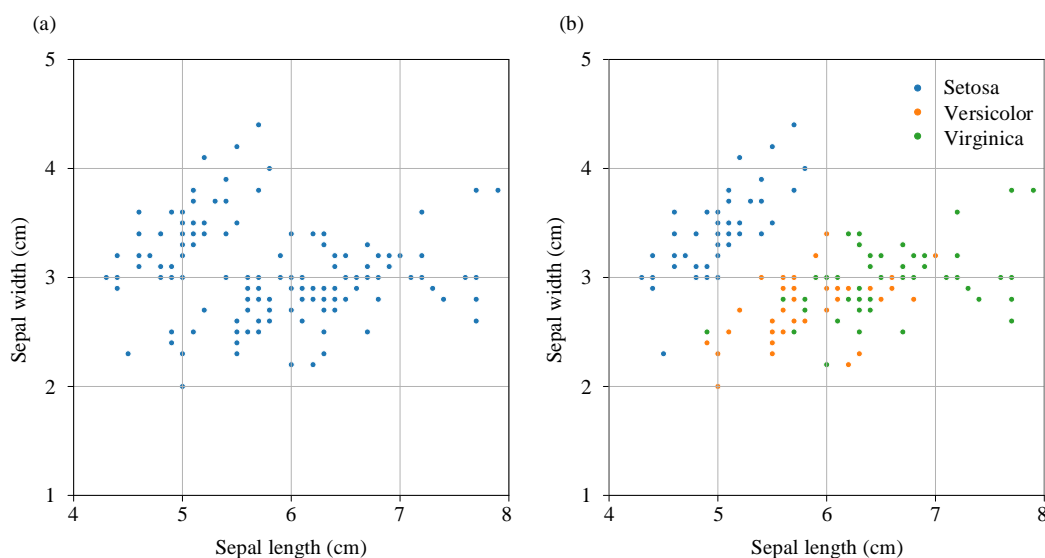 (a)
5
4
3
2
1
4
5
6
7
8
Sepal width (cm)
Sepal length (cm)
(b)
5
4
3
2
1
4
5
6
7
8
Sepal width (cm)
Sepal length (cm)
Setosa
Versicolor
Virginica